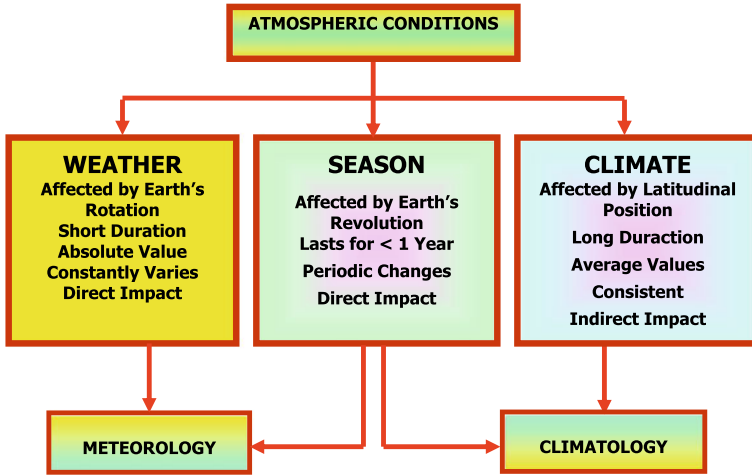 ATMOSPHERIC CONDITIONS
WEATHER
Affected by Earth's
Rotation
Short Duration
Absolute Value
Constantly Varies
Direct Impact
SEASON
Affected by Earth's
Revolution
Lasts for < 1 Year
Periodic Changes
Direct Impact
CLIMATE
Affected by Latitudinal
Position
Long Duraction
Average Values
Consistent
Indirect Impact
METEOROLOGY
CLIMATOLOGY